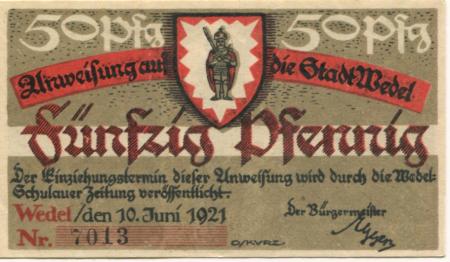 50 Pfg 50 Pfg
Anweisung auf die Stadt Wedel
Fünfzig Pfennig
Der Einziehungstermin dieser Anweisung wird durch die Wedel-
Schulauer Zeitung veröffentlicht.
Wedel/den 10. Juni 1921
Der Bürgermeister
Nr. 7013
O/KURZ